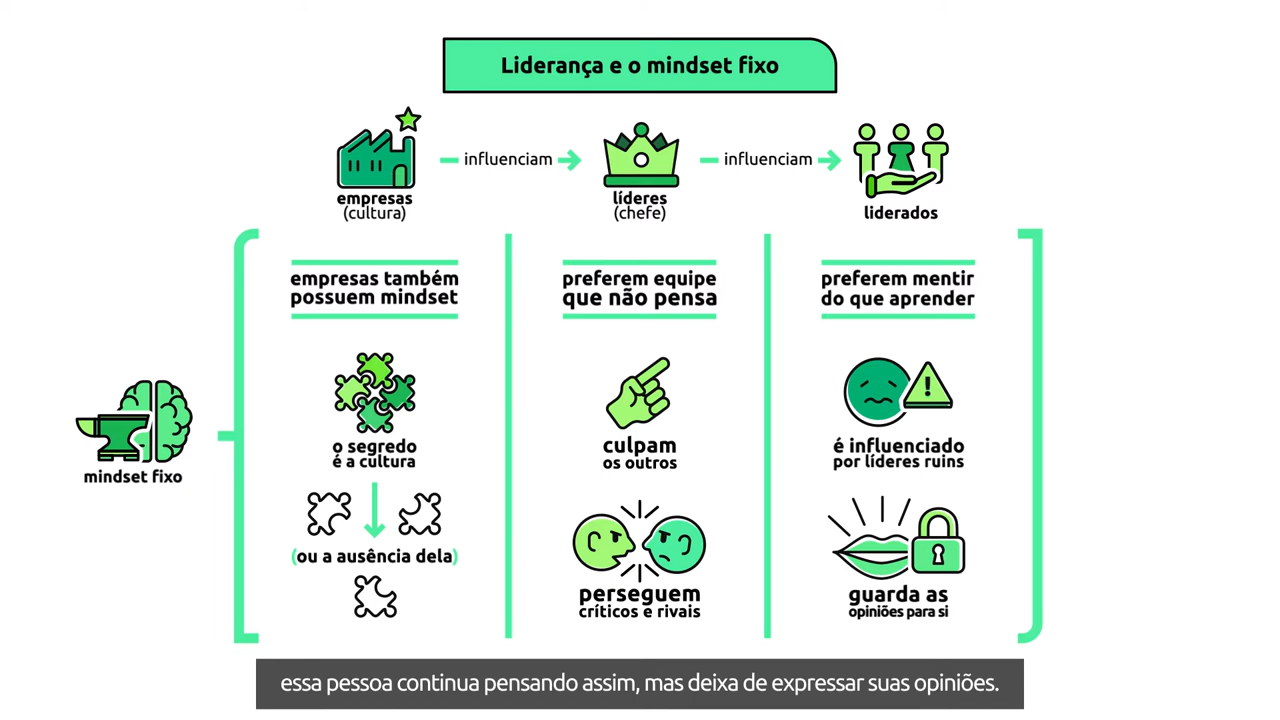 Liderança e o mindset fixo
influenciam
influenciam
empresas
(cultura)
líderes
(chefe)
liderados
empresas também
possuem mindset
preferem equipe
que não pensa
preferem mentir
do que aprender
mindset fixo
o segredo
é a cultura
(ou a ausência dela)
culpam
os outros
perseguem
críticos e rivais
é influenciado
por líderes ruins
guarda as
opiniões para si
essa pessoa continua pensando assim, mas deixa de expressar suas opiniões.